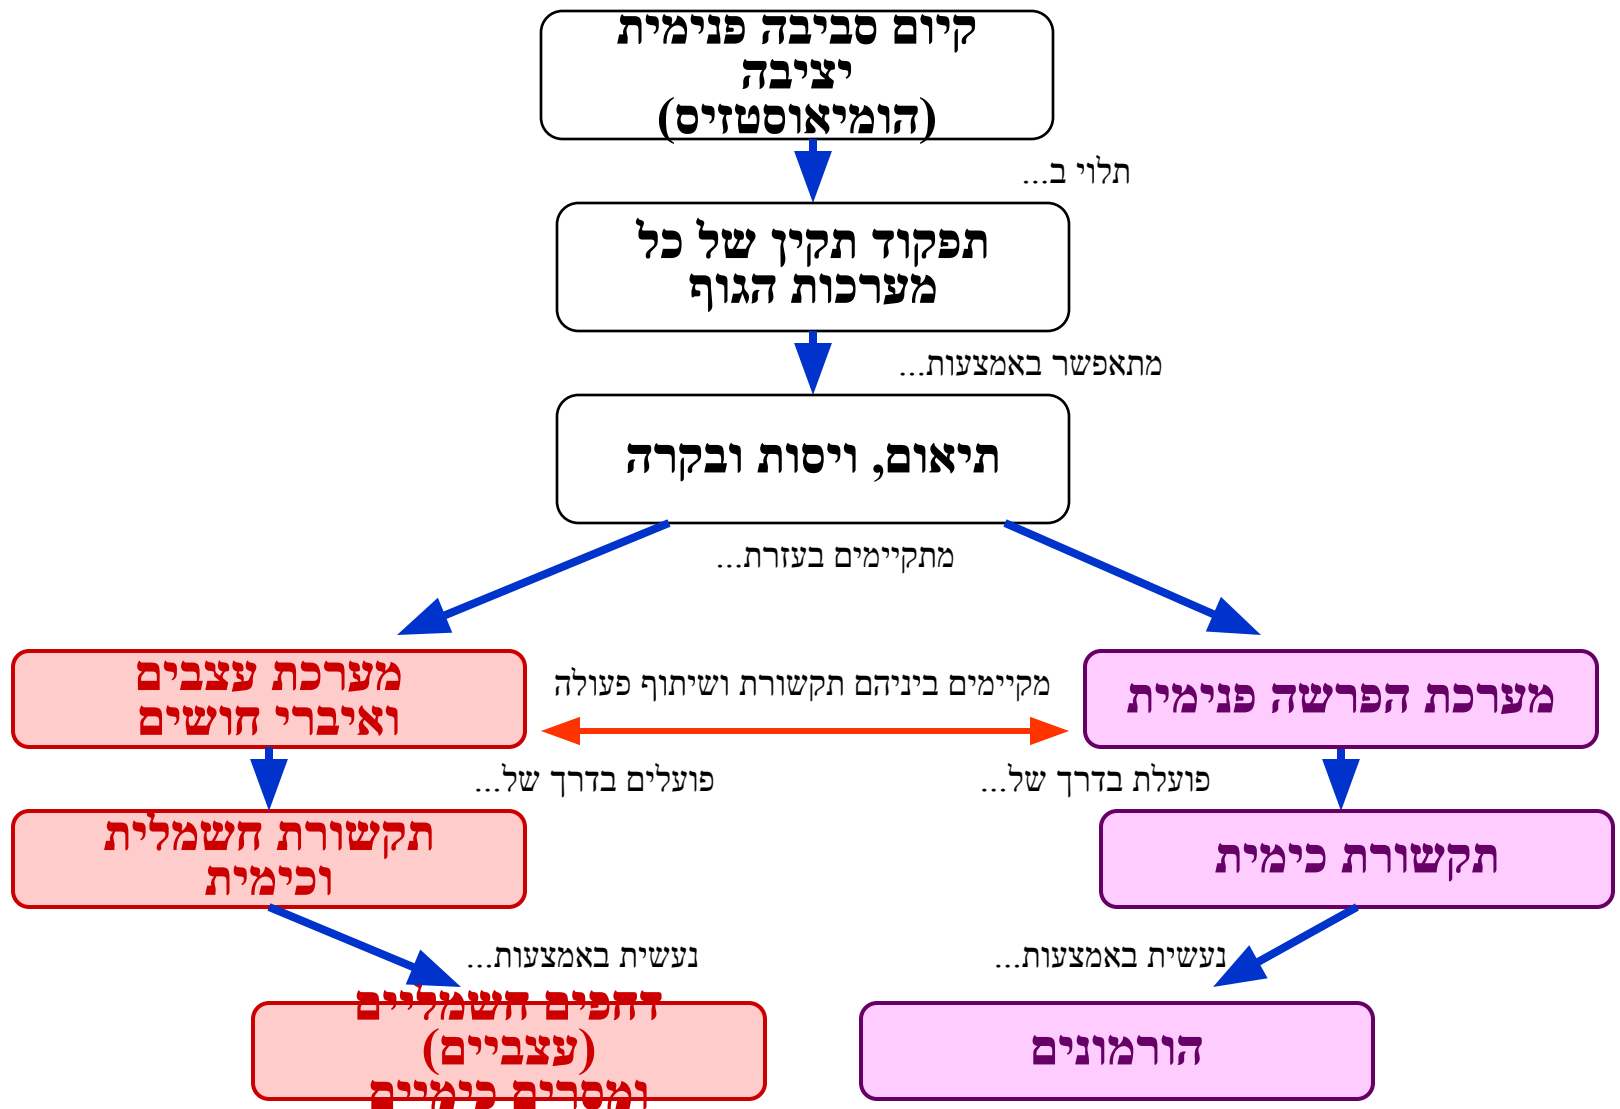 קיום סביבה פנימית
יציבה
(הומיאוסטזיס)
תלוי ב...
תפקוד תקין של כל
מערכות הגוף
מתאפשר באמצעות...
תיאום, ויסות ובקרה
מתקיימים בעזרת...
מערכת הפרשה פנימית
מקיימים ביניהם תקשורת ושיתוף פעולה
מערכת עצבים
ואיברי חושים
פועלת בדרך של...
פועלים בדרך של...
תקשורת כימית
תקשורת חשמלית
וכימית
נעשית באמצעות...
נעשית באמצעות...
הורמונים
דחפים חשמליים
(עצביים)
ומסרים כימיים